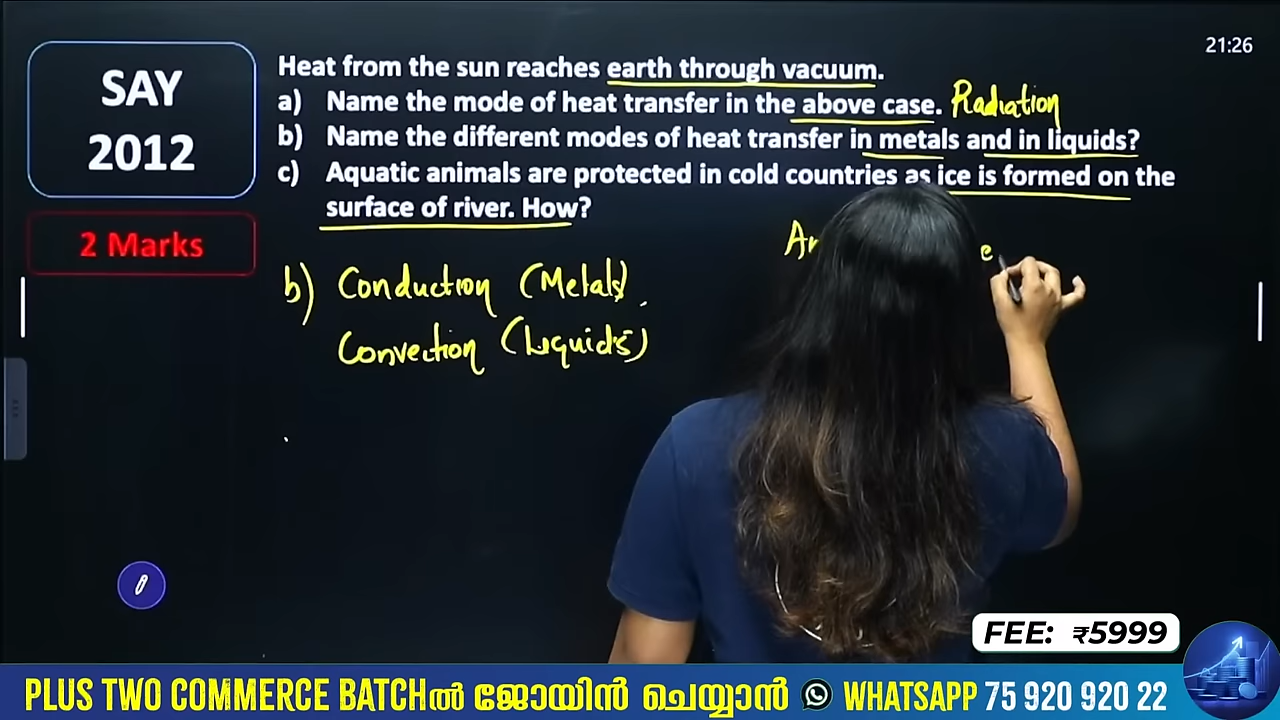 21:26
SAY
2012
2 Marks
Heat from the sun reaches earth through vacuum.
a) Name the mode of heat transfer in the above case. Radiation
b) Name the different modes of heat transfer in metals and in liquids?
c) Aquatic animals are protected in cold countries as ice is formed on the
surface of river. How?
b) Conduction (Metals)
Convection (Liquids)
FEE: ₹5999
PLUS TWO COMMERCE BATCHൽ ജോയിൻ ചെയ്യാൻ WHATSAPP 75 920 920 22